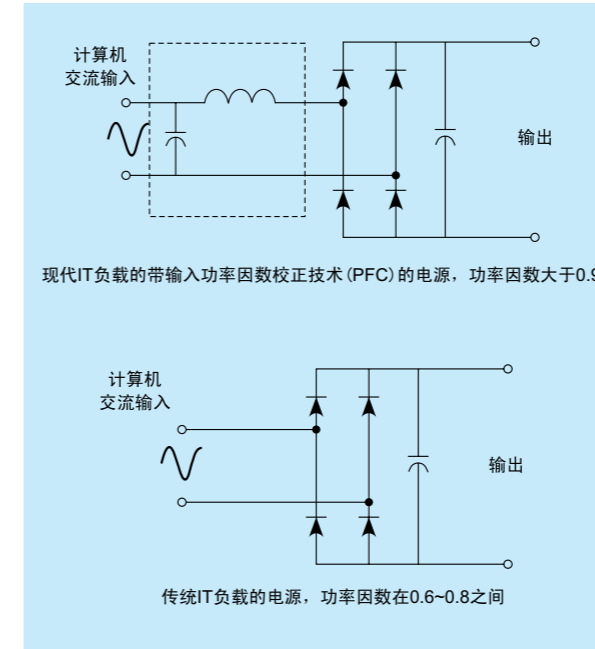 计算机
交流输入
输出
现代IT负载的带输入功率因数校正技术(PFC)的电源，功率因数大于0.9
计算机
交流输入
输出
传统IT负载的电源，功率因数在0.6~0.8之间